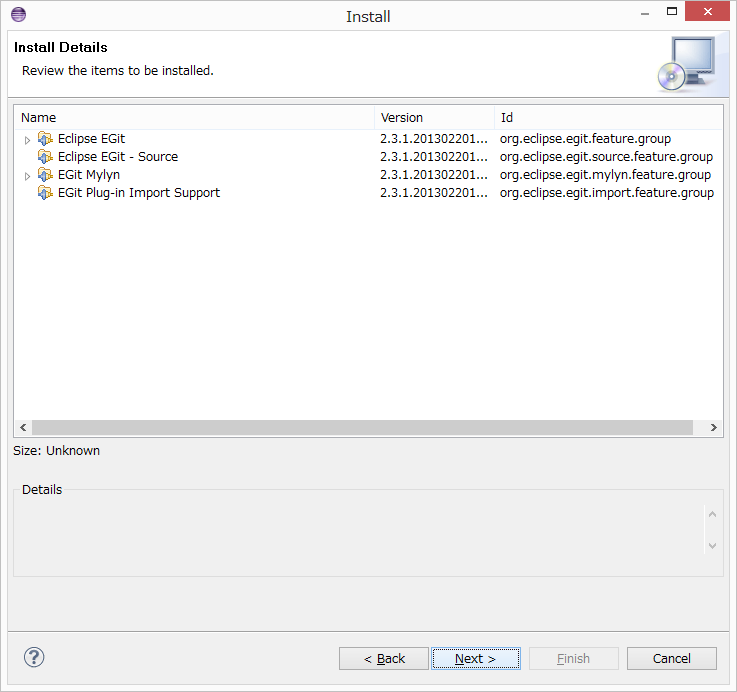 Install
Install Details
Review the items to be installed.
Name Version Id
Eclipse EGit 2.3.1.201302201... org.eclipse.egit.feature.group
Eclipse EGit - Source 2.3.1.201302201... org.eclipse.egit.source.feature.group
EGit Mylyn 2.3.1.201302201... org.eclipse.egit.mylyn.feature.group
EGit Plug-in Import Support 2.3.1.201302201... org.eclipse.egit.import.feature.group
Size: Unknown
Details
< Back Next > Finish Cancel